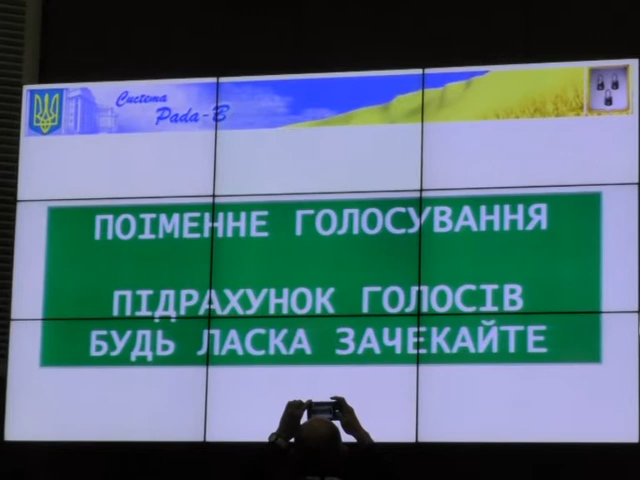 Система
Рада-В
ПОІМЕННЕ ГОЛОСУВАННЯ
ПІДРАХУНОК ГОЛОСІВ
БУДЬ ЛАСКА ЗАЧЕКАЙТЕ